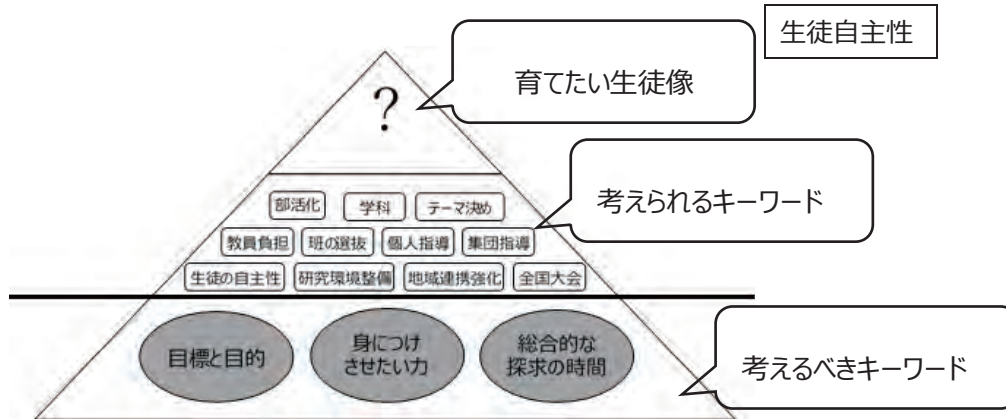 生徒自主性
育てたい生徒像
?
考えられるキーワード
部活化 学科 テーマ決め
教員負担 班の選抜 個人指導 集団指導
生徒の自主性 研究環境整備 地域連携強化 全国大会
目標と目的
身につけ
させたい力
総合的な
探求の時間
考えるべきキーワード